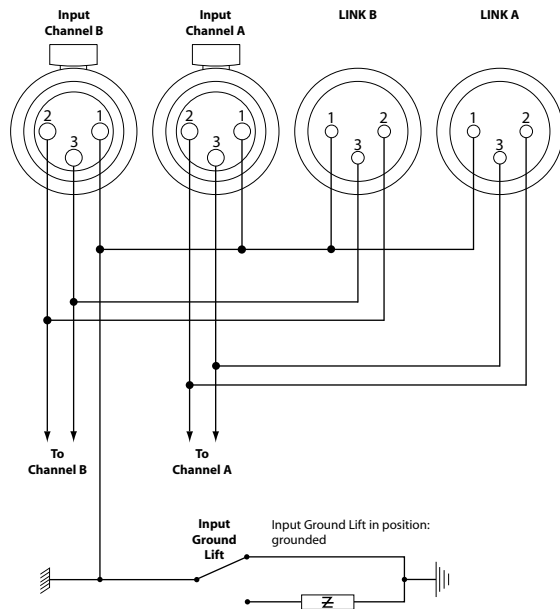 Input
Channel B
Input
Channel A
LINK B
LINK A
2
1
3
2
1
3
1
2
3
1
2
3
To
Channel B
To
Channel A
Input
Ground
Lift
Input Ground Lift in position:
grounded